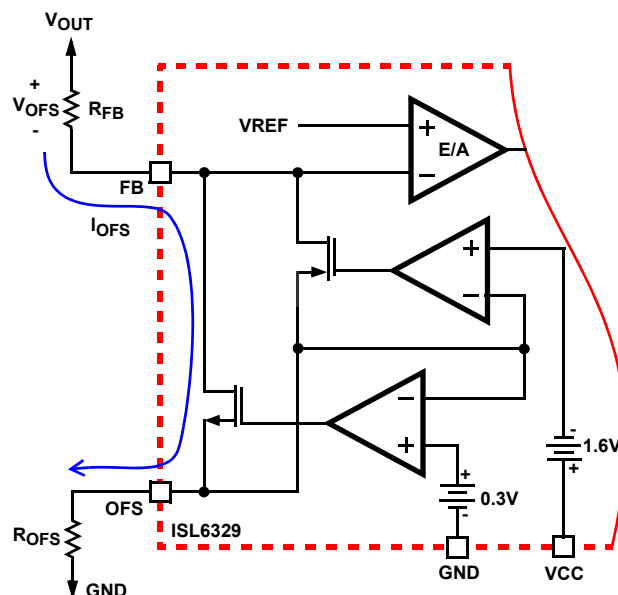 VOUT
+
VOFS
-
RFB
VREF
+
E/A
-
FB
IOFS
+
-
-
+
-
1.6V
+
+
0.3V
-
OFS
ISL6329
ROFS
GND
GND
VCC